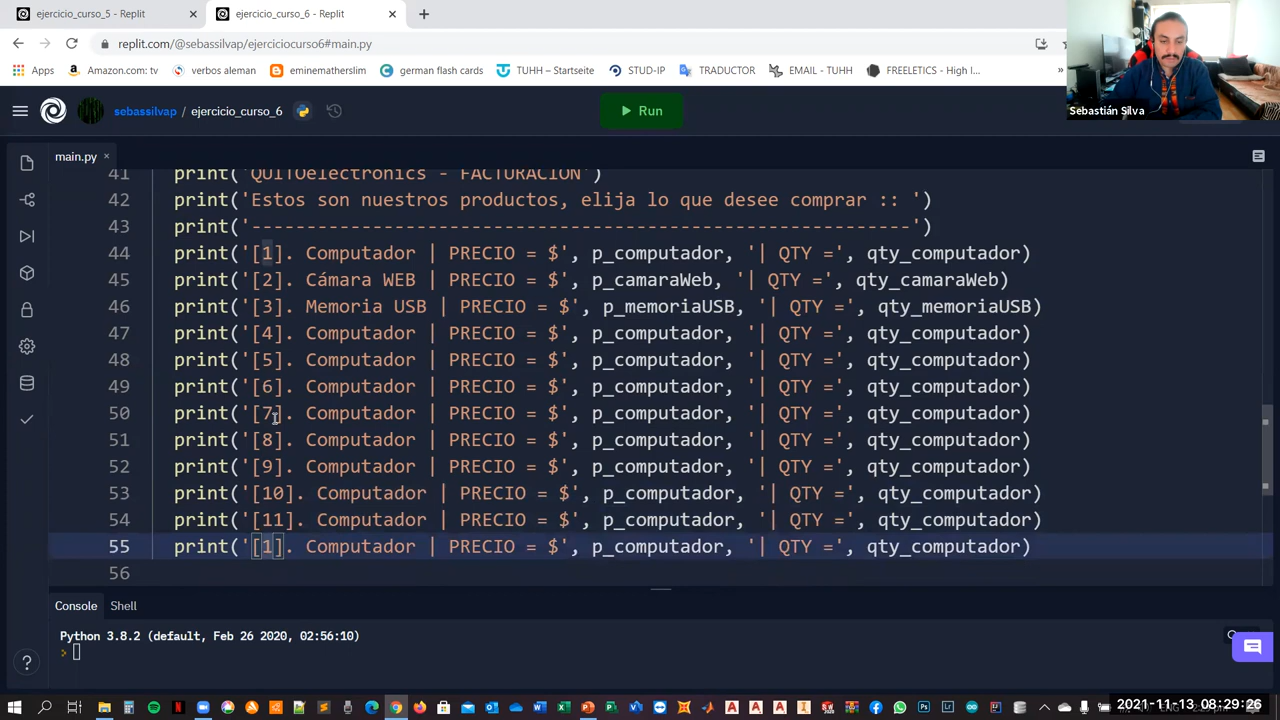 ejercicio_curso_5 - Replit
ejercicio_curso_6 - Replit
replit.com/@sebassilvap/ejerciciocurso6#main.py
Apps
Amazon.com: tv
verbos aleman
eminematherslim
german flash cards
TUHH – Startseite
STUD-IP
TRADUCTOR
EMAIL - TUHH
FREELETICS - High I...
»
Sebastián Silva
sebassilvap / ejercicio_curso_6
Run
main.py
41 print('QUITOelectronics - FACTURACION')
42 print('Estos son nuestros productos, elija lo que desee comprar :: ')
43 print('------------------------------------------------------------')
44 print('[1]. Computador | PRECIO = $', p_computador, '| QTY =', qty_computador)
45 print('[2]. Cámara WEB | PRECIO = $', p_camaraWeb, '| QTY =', qty_camaraWeb)
46 print('[3]. Memoria USB | PRECIO = $', p_memoriaUSB, '| QTY =', qty_memoriaUSB)
47 print('[4]. Computador | PRECIO = $', p_computador, '| QTY =', qty_computador)
48 print('[5]. Computador | PRECIO = $', p_computador, '| QTY =', qty_computador)
49 print('[6]. Computador | PRECIO = $', p_computador, '| QTY =', qty_computador)
50 print('[7]. Computador | PRECIO = $', p_computador, '| QTY =', qty_computador)
51 print('[8]. Computador | PRECIO = $', p_computador, '| QTY =', qty_computador)
52 print('[9]. Computador | PRECIO = $', p_computador, '| QTY =', qty_computador)
53 print('[10]. Computador | PRECIO = $', p_computador, '| QTY =', qty_computador)
54 print('[11]. Computador | PRECIO = $', p_computador, '| QTY =', qty_computador)
55 print('[1]. Computador | PRECIO = $', p_computador, '| QTY =', qty_computador)
56
Console
Shell
Python 3.8.2 (default, Feb 26 2020, 02:56:10)
>
2021-11-13 08:29:26